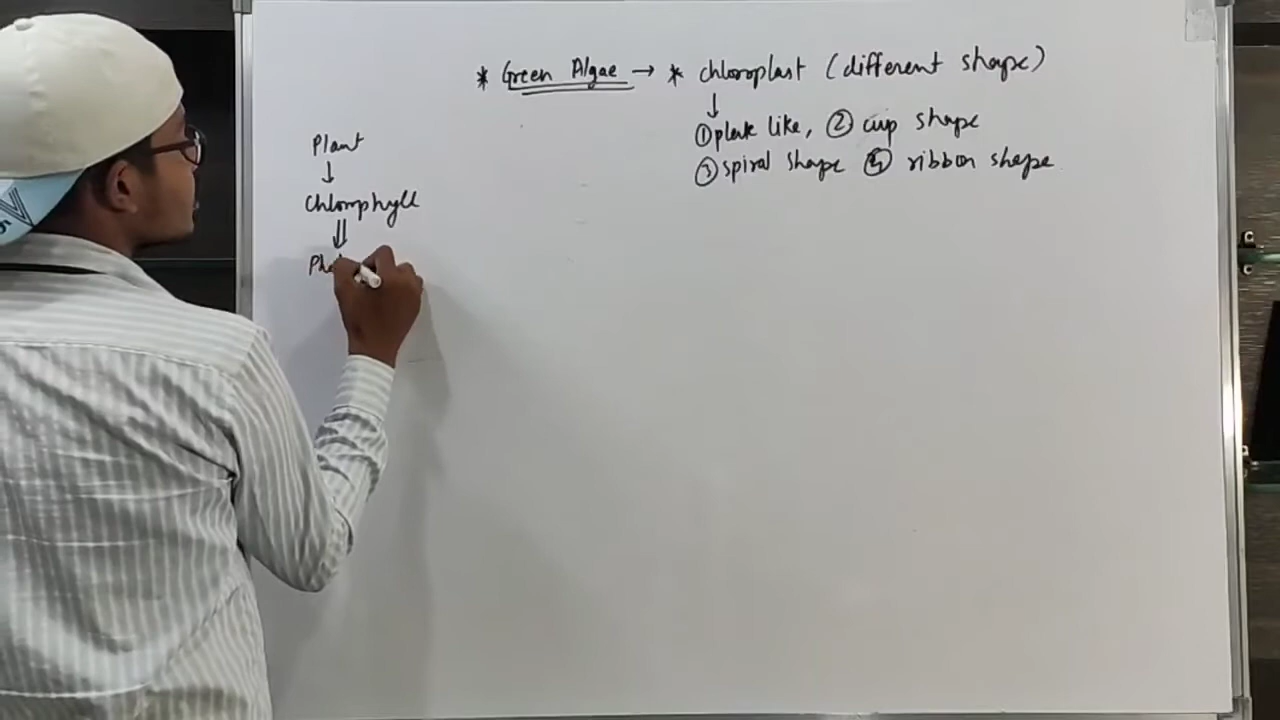 * Green Algae → * chloroplast (different shape)
↓
① plate like, ② cup shape
③ spiral shape ④ ribbon shape
Plant
↓
Chlorophyll
⇓